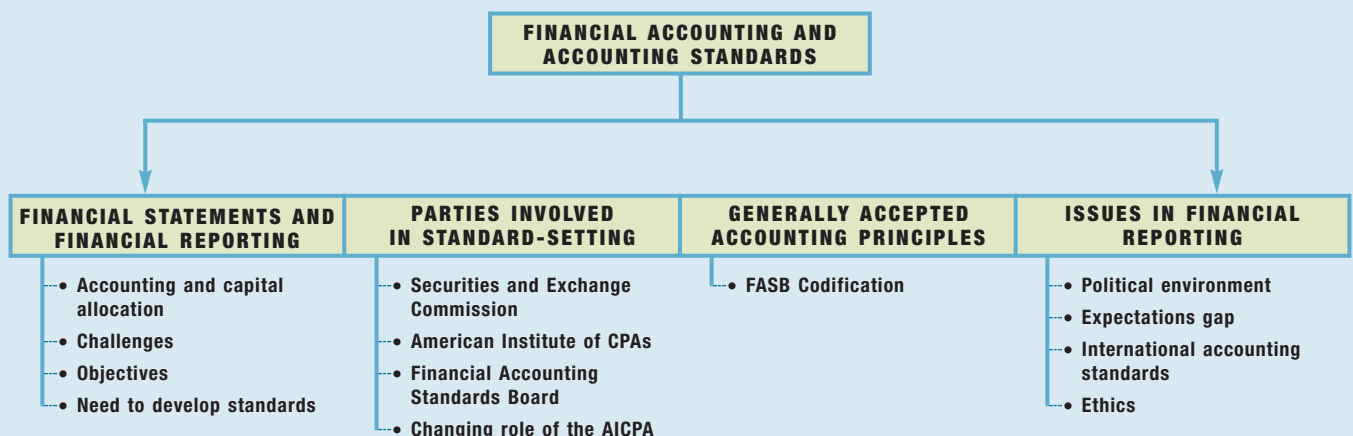 FINANCIAL ACCOUNTING AND
ACCOUNTING STANDARDS
FINANCIAL STATEMENTS AND
FINANCIAL REPORTING
• Accounting and capital
allocation
• Challenges
• Objectives
• Need to develop standards
PARTIES INVOLVED
IN STANDARD-SETTING
• Securities and Exchange
Commission
• American Institute of CPAs
• Financial Accounting
Standards Board
• Changing role of the AICPA
GENERALLY ACCEPTED
ACCOUNTING PRINCIPLES
• FASB Codification
ISSUES IN FINANCIAL
REPORTING
• Political environment
• Expectations gap
• International accounting
standards
• Ethics